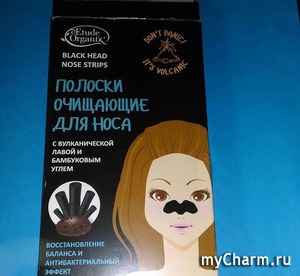 Etude
Organix
DON'T PANIC!
IT'S VOLCANIC
BLACK HEAD
NOSE STRIPS
ПОЛОСКИ
ОЧИЩАЮЩИЕ
ДЛЯ НОСА
С ВУЛКАНИЧЕСКОЙ
ЛАВОЙ И
БАМБУКОВЫМ
УГЛЕМ
ВОССТАНОВЛЕНИЕ
БАЛАНСА И
АНТИБАКТЕРИАЛЬНЫЙ
ЭФФЕКТ
myCharm.ru